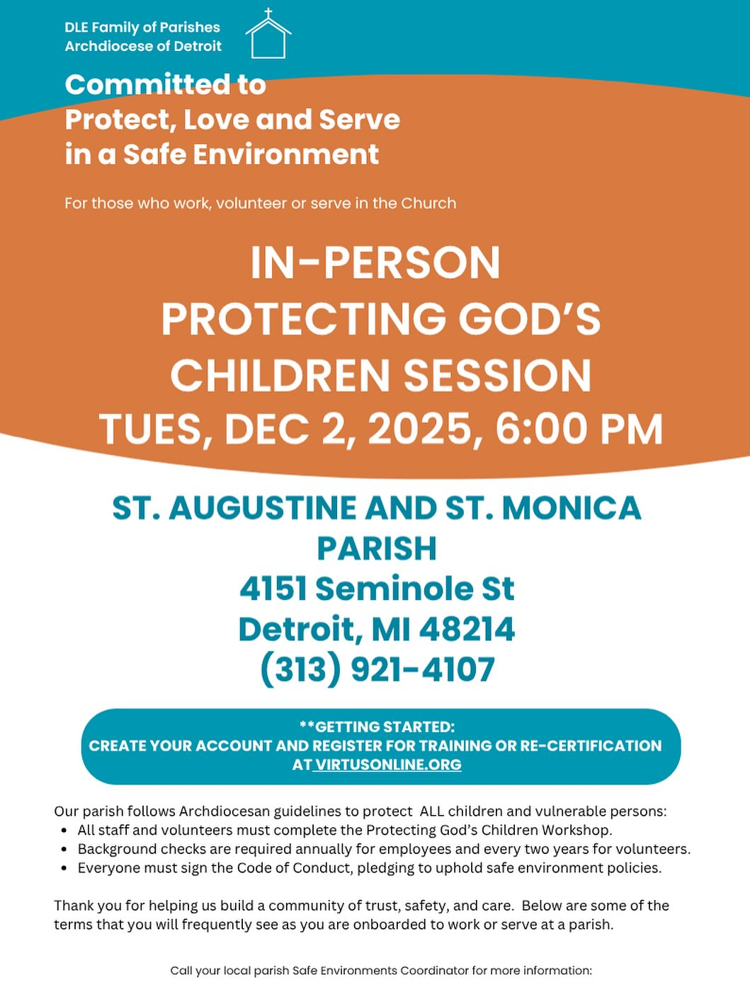 DLE Family of Parishes
Archdiocese of Detroit
Committed to
Protect, Love and Serve
in a Safe Environment
For those who work, volunteer or serve in the Church
IN-PERSON
PROTECTING GOD’S
CHILDREN SESSION
TUES, DEC 2, 2025, 6:00 PM
ST. AUGUSTINE AND ST. MONICA
PARISH
4151 Seminole St
Detroit, MI 48214
(313) 921-4107
**GETTING STARTED:
CREATE YOUR ACCOUNT AND REGISTER FOR TRAINING OR RE-CERTIFICATION
AT VIRTUSONLINE.ORG
Our parish follows Archdiocesan guidelines to protect  ALL children and vulnerable persons:
• All staff and volunteers must complete the Protecting God’s Children Workshop.
• Background checks are required annually for employees and every two years for volunteers.
• Everyone must sign the Code of Conduct, pledging to uphold safe environment policies.
Thank you for helping us build a community of trust, safety, and care.  Below are some of the
terms that you will frequently see as you are onboarded to work or serve at a parish.
Call your local parish Safe Environments Coordinator for more information: